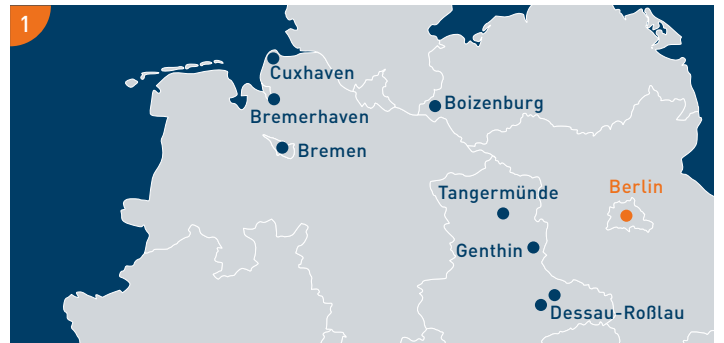 1
Cuxhaven
Bremerhaven
Boizenburg
Bremen
Tangermünde
Berlin
Genthin
Dessau-Roßlau